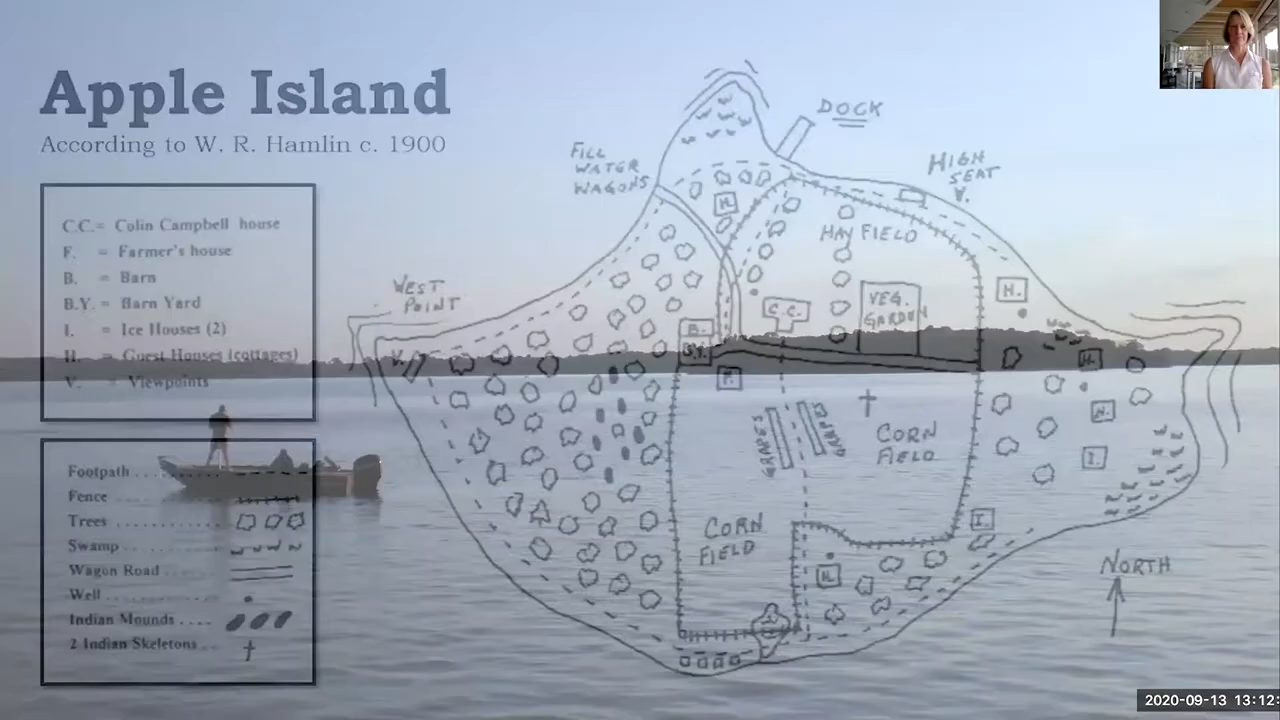 Apple Island
According to W. R. Hamlin c. 1900
C.C. = Colin Campbell house
F. = Farmer's house
B. = Barn
B.Y. = Barn Yard
I. = Ice Houses (2)
H. = Guest Houses (cottages)
V. = Viewpoints
Footpath
Fence
Trees
Swamp
Wagon Road
Well
Indian Mounds
2 Indian Skeletons
DOCK
FILL
WATER
WAGONS
HIGH
SEAT
V.
H.
HAY FIELD
WEST
POINT
V.
C.C.
VEG.
GARDEN
H.
B.
B.Y.
F.
H.
H.
GRAPES
GRAPES
CORN
FIELD
I.
CORN
FIELD
I.
H.
NORTH
2020-09-13 13:12: